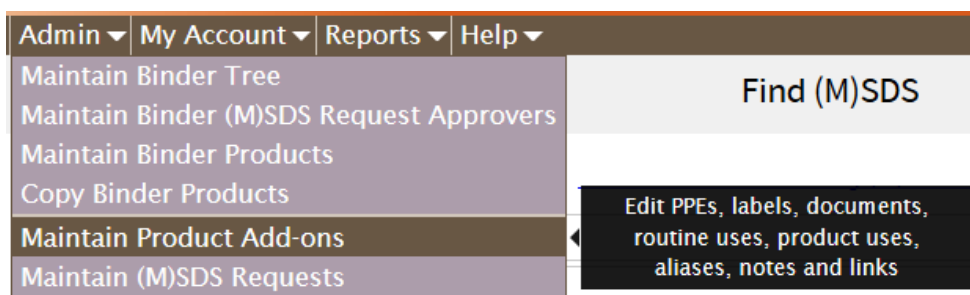 Admin My Account Reports Help
Find (M)SDS
Maintain Binder Tree
Maintain Binder (M)SDS Request Approvers
Maintain Binder Products
Copy Binder Products
Maintain Product Add-ons
Maintain (M)SDS Requests
Edit PPEs, labels, documents,
routine uses, product uses,
aliases, notes and links